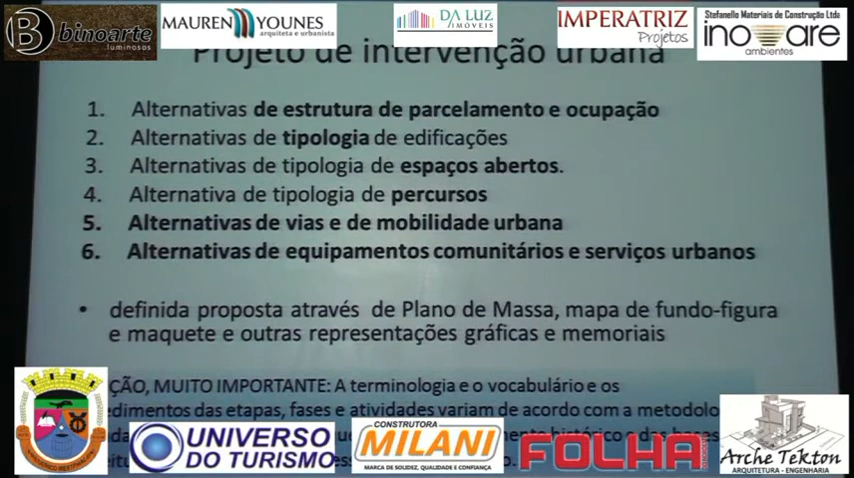 binoarte
luminosos
MAUREN YOUNES
arquiteta e urbanista
DA LUZ
IMÓVEIS
IMPERATRIZ
Projetos
Stefanello Materiais de Construção Ltda
inovare
ambientes
Projeto de intervenção urbana
1. Alternativas de estrutura de parcelamento e ocupação
2. Alternativas de tipologia de edificações
3. Alternativas de tipologia de espaços abertos.
4. Alternativa de tipologia de percursos
5. Alternativas de vias e de mobilidade urbana
6. Alternativas de equipamentos comunitários e serviços urbanos
• definida proposta através de Plano de Massa, mapa de fundo-figura
e maquete e outras representações gráficas e memoriais
ÇÃO, MUITO IMPORTANTE: A terminologia e o vocabulário e os
edimentos das etapas, fases e atividades variam de acordo com a metodolo
UNIVERSO
DO TURISMO
CONSTRUTORA
MILANI
MARCA DE SOLIDEZ, QUALIDADE E CONFIANÇA
FOLHA
Arche Tekton
ARQUITETURA - ENGENHARIA